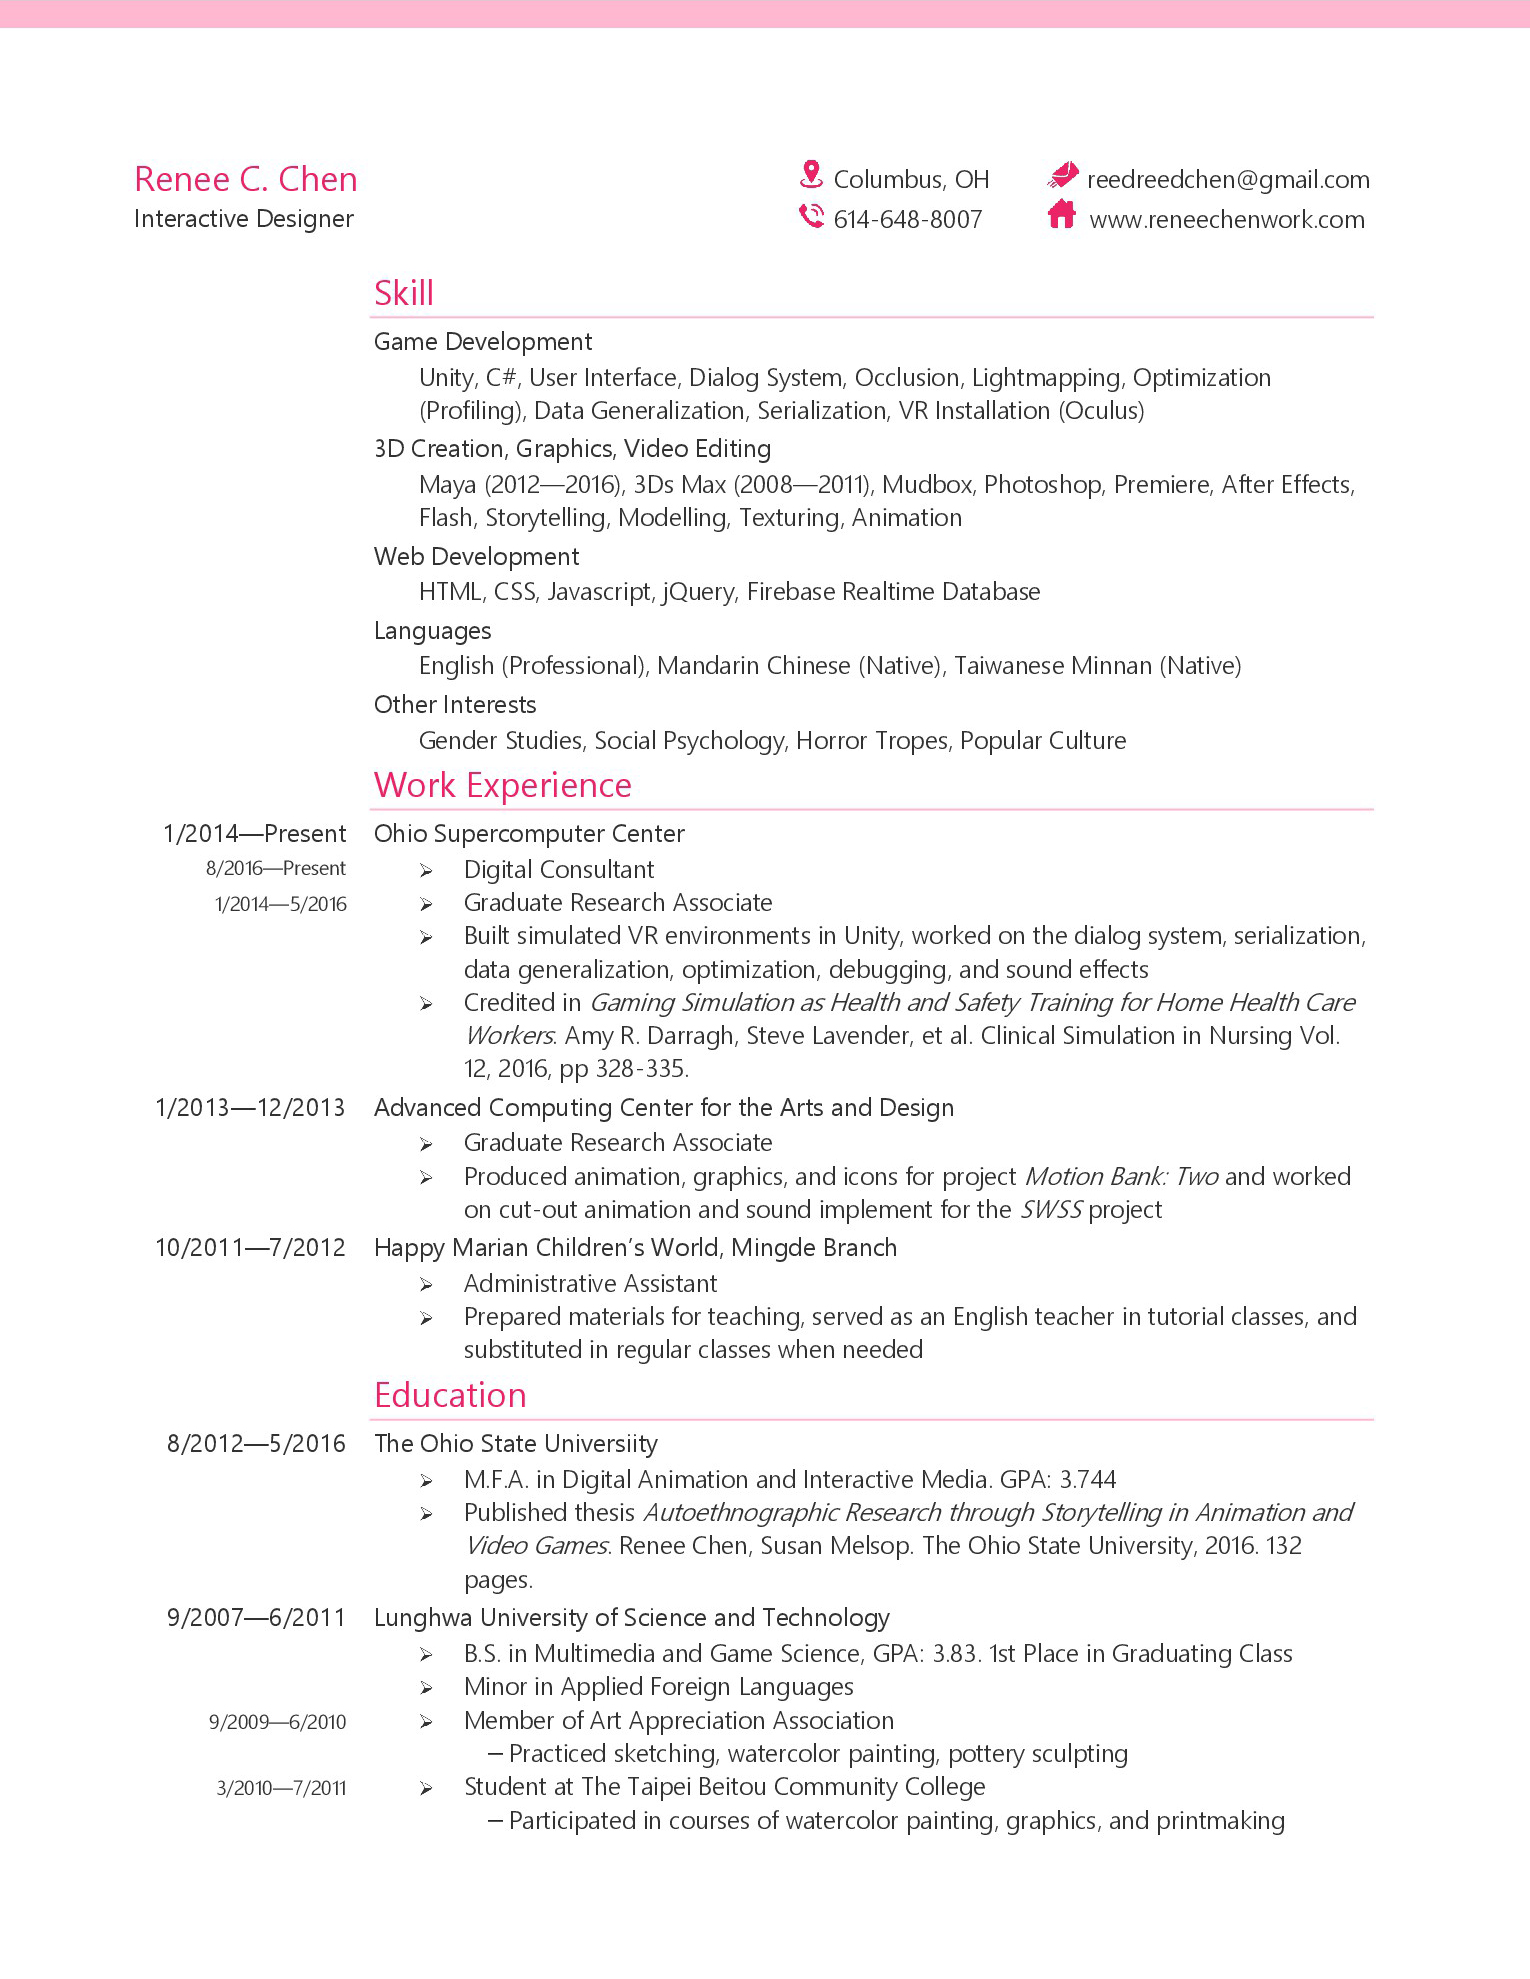 Renee C. Chen
Interactive Designer
Columbus, OH
reedreedchen@gmail.com
614-648-8007
www.reneechenwork.com
Skill
Game Development
Unity, C#, User Interface, Dialog System, Occlusion, Lightmapping, Optimization
(Profiling), Data Generalization, Serialization, VR Installation (Oculus)
3D Creation, Graphics, Video Editing
Maya (2012—2016), 3Ds Max (2008—2011), Mudbox, Photoshop, Premiere, After Effects,
Flash, Storytelling, Modelling, Texturing, Animation
Web Development
HTML, CSS, Javascript, jQuery, Firebase Realtime Database
Languages
English (Professional), Mandarin Chinese (Native), Taiwanese Minnan (Native)
Other Interests
Gender Studies, Social Psychology, Horror Tropes, Popular Culture
Work Experience
1/2014—Present Ohio Supercomputer Center
8/2016—Present ➢ Digital Consultant
1/2014—5/2016 ➢ Graduate Research Associate
➢ Built simulated VR environments in Unity, worked on the dialog system, serialization,
data generalization, optimization, debugging, and sound effects
➢ Credited in Gaming Simulation as Health and Safety Training for Home Health Care
Workers. Amy R. Darragh, Steve Lavender, et al. Clinical Simulation in Nursing Vol.
12, 2016, pp 328-335.
1/2013—12/2013 Advanced Computing Center for the Arts and Design
➢ Graduate Research Associate
➢ Produced animation, graphics, and icons for project Motion Bank: Two and worked
on cut-out animation and sound implement for the SWSS project
10/2011—7/2012 Happy Marian Children's World, Mingde Branch
➢ Administrative Assistant
➢ Prepared materials for teaching, served as an English teacher in tutorial classes, and
substituted in regular classes when needed
Education
8/2012—5/2016 The Ohio State Universiity
➢ M.F.A. in Digital Animation and Interactive Media. GPA: 3.744
➢ Published thesis Autoethnographic Research through Storytelling in Animation and
Video Games. Renee Chen, Susan Melsop. The Ohio State University, 2016. 132
pages.
9/2007—6/2011 Lunghwa University of Science and Technology
➢ B.S. in Multimedia and Game Science, GPA: 3.83. 1st Place in Graduating Class
➢ Minor in Applied Foreign Languages
9/2009—6/2010 ➢ Member of Art Appreciation Association
– Practiced sketching, watercolor painting, pottery sculpting
3/2010—7/2011 ➢ Student at The Taipei Beitou Community College
– Participated in courses of watercolor painting, graphics, and printmaking